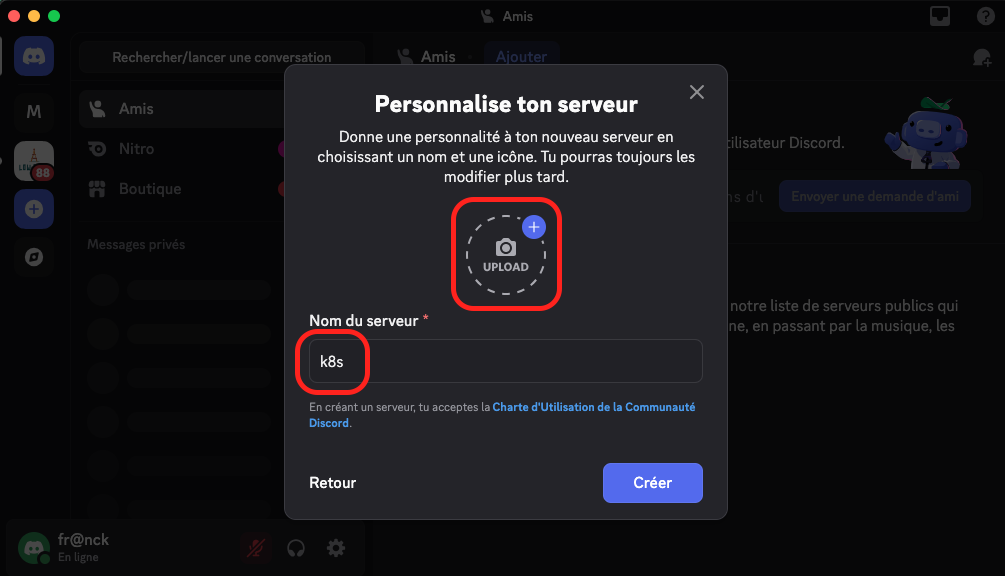 Amis
Rechercher/lancer une conversation
Amis
Ajouter
M
Amis
Nitro
88
Boutique
Messages privés
Personnalise ton serveur
Donne une personnalité à ton nouveau serveur en
choisissant un nom et une icône. Tu pourras toujours les
modifier plus tard.
UPLOAD
Nom du serveur *
k8s
En créant un serveur, tu acceptes la Charte d'Utilisation de la Communauté
Discord.
Retour
Créer
tilisateur Discord.
Envoyer une demande d'ami
notre liste de serveurs publics qui
ne, en passant par la musique, les
fr@nck
En ligne